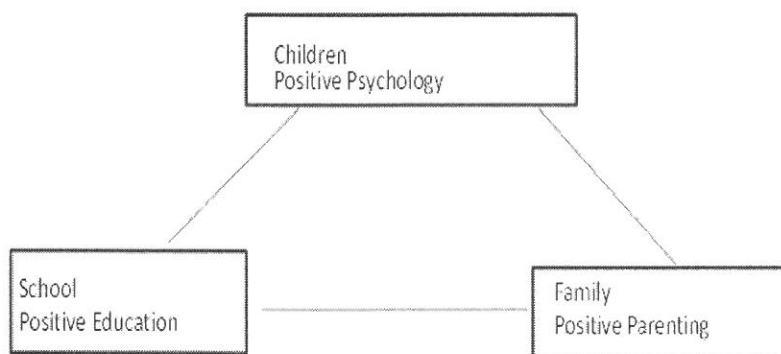 Children
Positive Psychology
School
Positive Education
Family
Positive Parenting